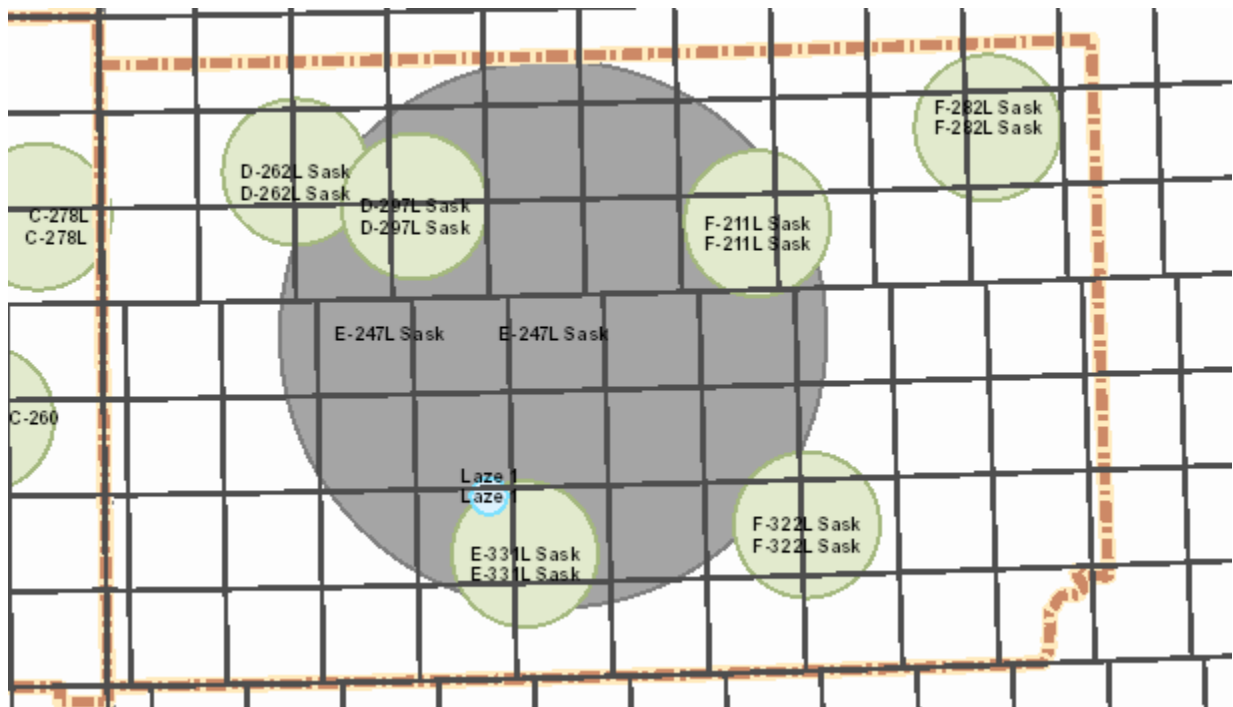 F-282L Sask
F-282L Sask
D-262L Sask
D-262L Sask
D-297L Sask
D-297L Sask
C-278L
C-278L
F-211L Sask
F-211L Sask
E-247L Sask
E-247L Sask
C-260
Laze 1
Laze 1
E-331L Sask
E-331L Sask
F-322L Sask
F-322L Sask